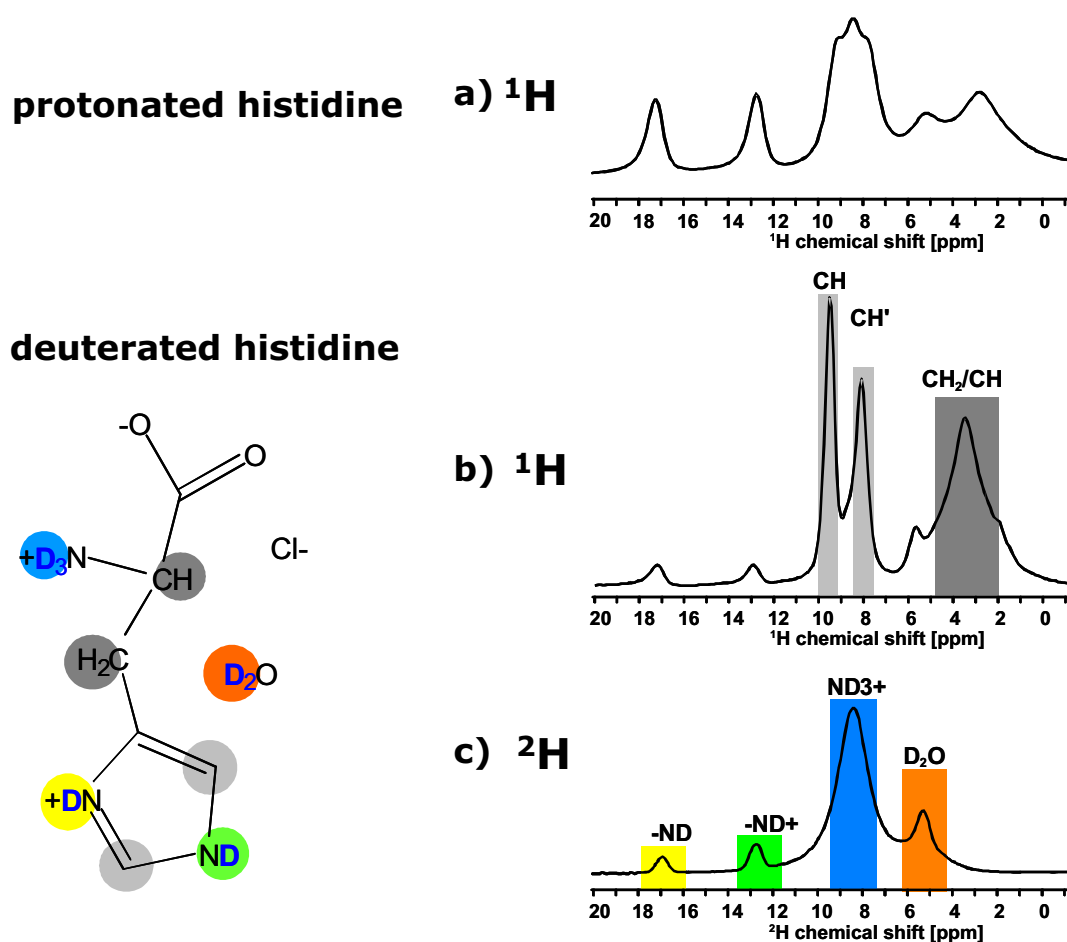 protonated histidine
a) ¹H
20 18 16 14 12 10 8 6 4 2 0
¹H chemical shift [ppm]
deuterated histidine
b) ¹H
CH
CH'
CH₂/CH
20 18 16 14 12 10 8 6 4 2 0
¹H chemical shift [ppm]
-O
O
+D₃N
CH
Cl-
H₂C
D₂O
+DN
ND
c) ²H
-ND
-ND+
ND3+
D₂O
20 18 16 14 12 10 8 6 4 2 0
²H chemical shift [ppm]